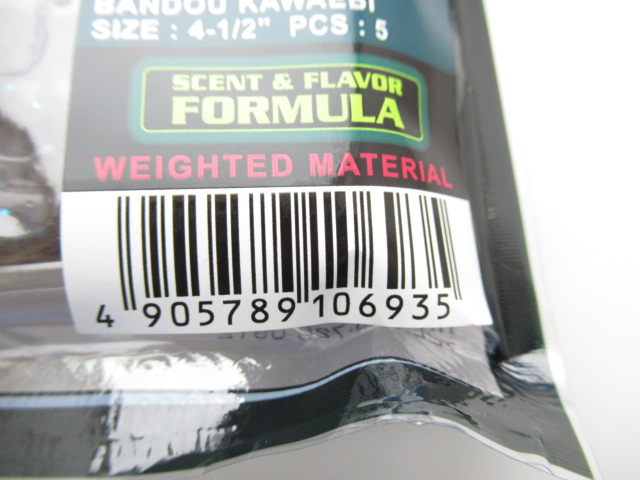 BANDOU KAWAEBI
SIZE : 4-1/2" PCS : 5
SCENT & FLAVOR
FORMULA
WEIGHTED MATERIAL
4 905789 106935